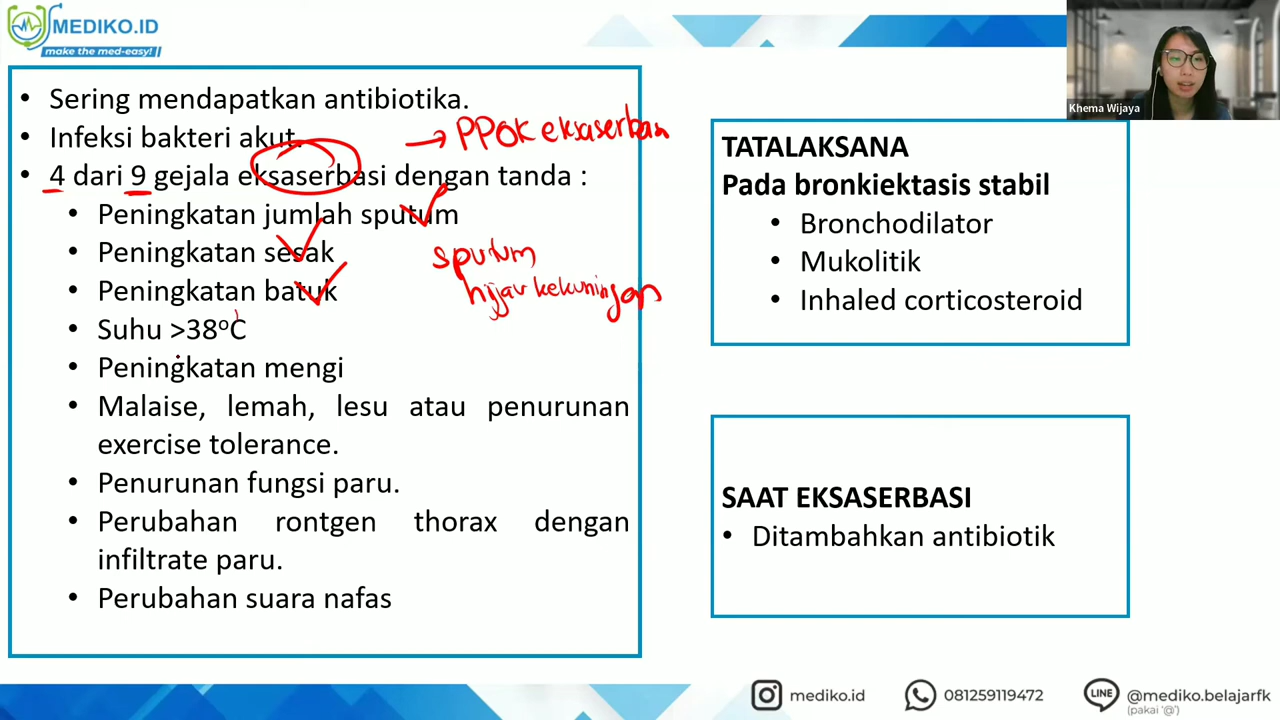 MEDIKO.ID
make the med-easy!
Khema Wijaya
• Sering mendapatkan antibiotika.
• Infeksi bakteri akut.
→ PPOK eksaserban
• 4 dari 9 gejala eksaserbasi dengan tanda :
• Peningkatan jumlah sputum
• Peningkatan sesak
sputum
• Peningkatan batuk
hijau kekuningan
• Suhu >38°C
• Peningkatan mengi
• Malaise, lemah, lesu atau penurunan
exercise tolerance.
• Penurunan fungsi paru.
• Perubahan rontgen thorax dengan
infiltrate paru.
• Perubahan suara nafas
TATALAKSANA
Pada bronkiektasis stabil
• Bronchodilator
• Mukolitik
• Inhaled corticosteroid
SAAT EKSASERBASI
• Ditambahkan antibiotik
mediko.id
081259119472
LINE
@mediko.belajarfk
(pakai '@')